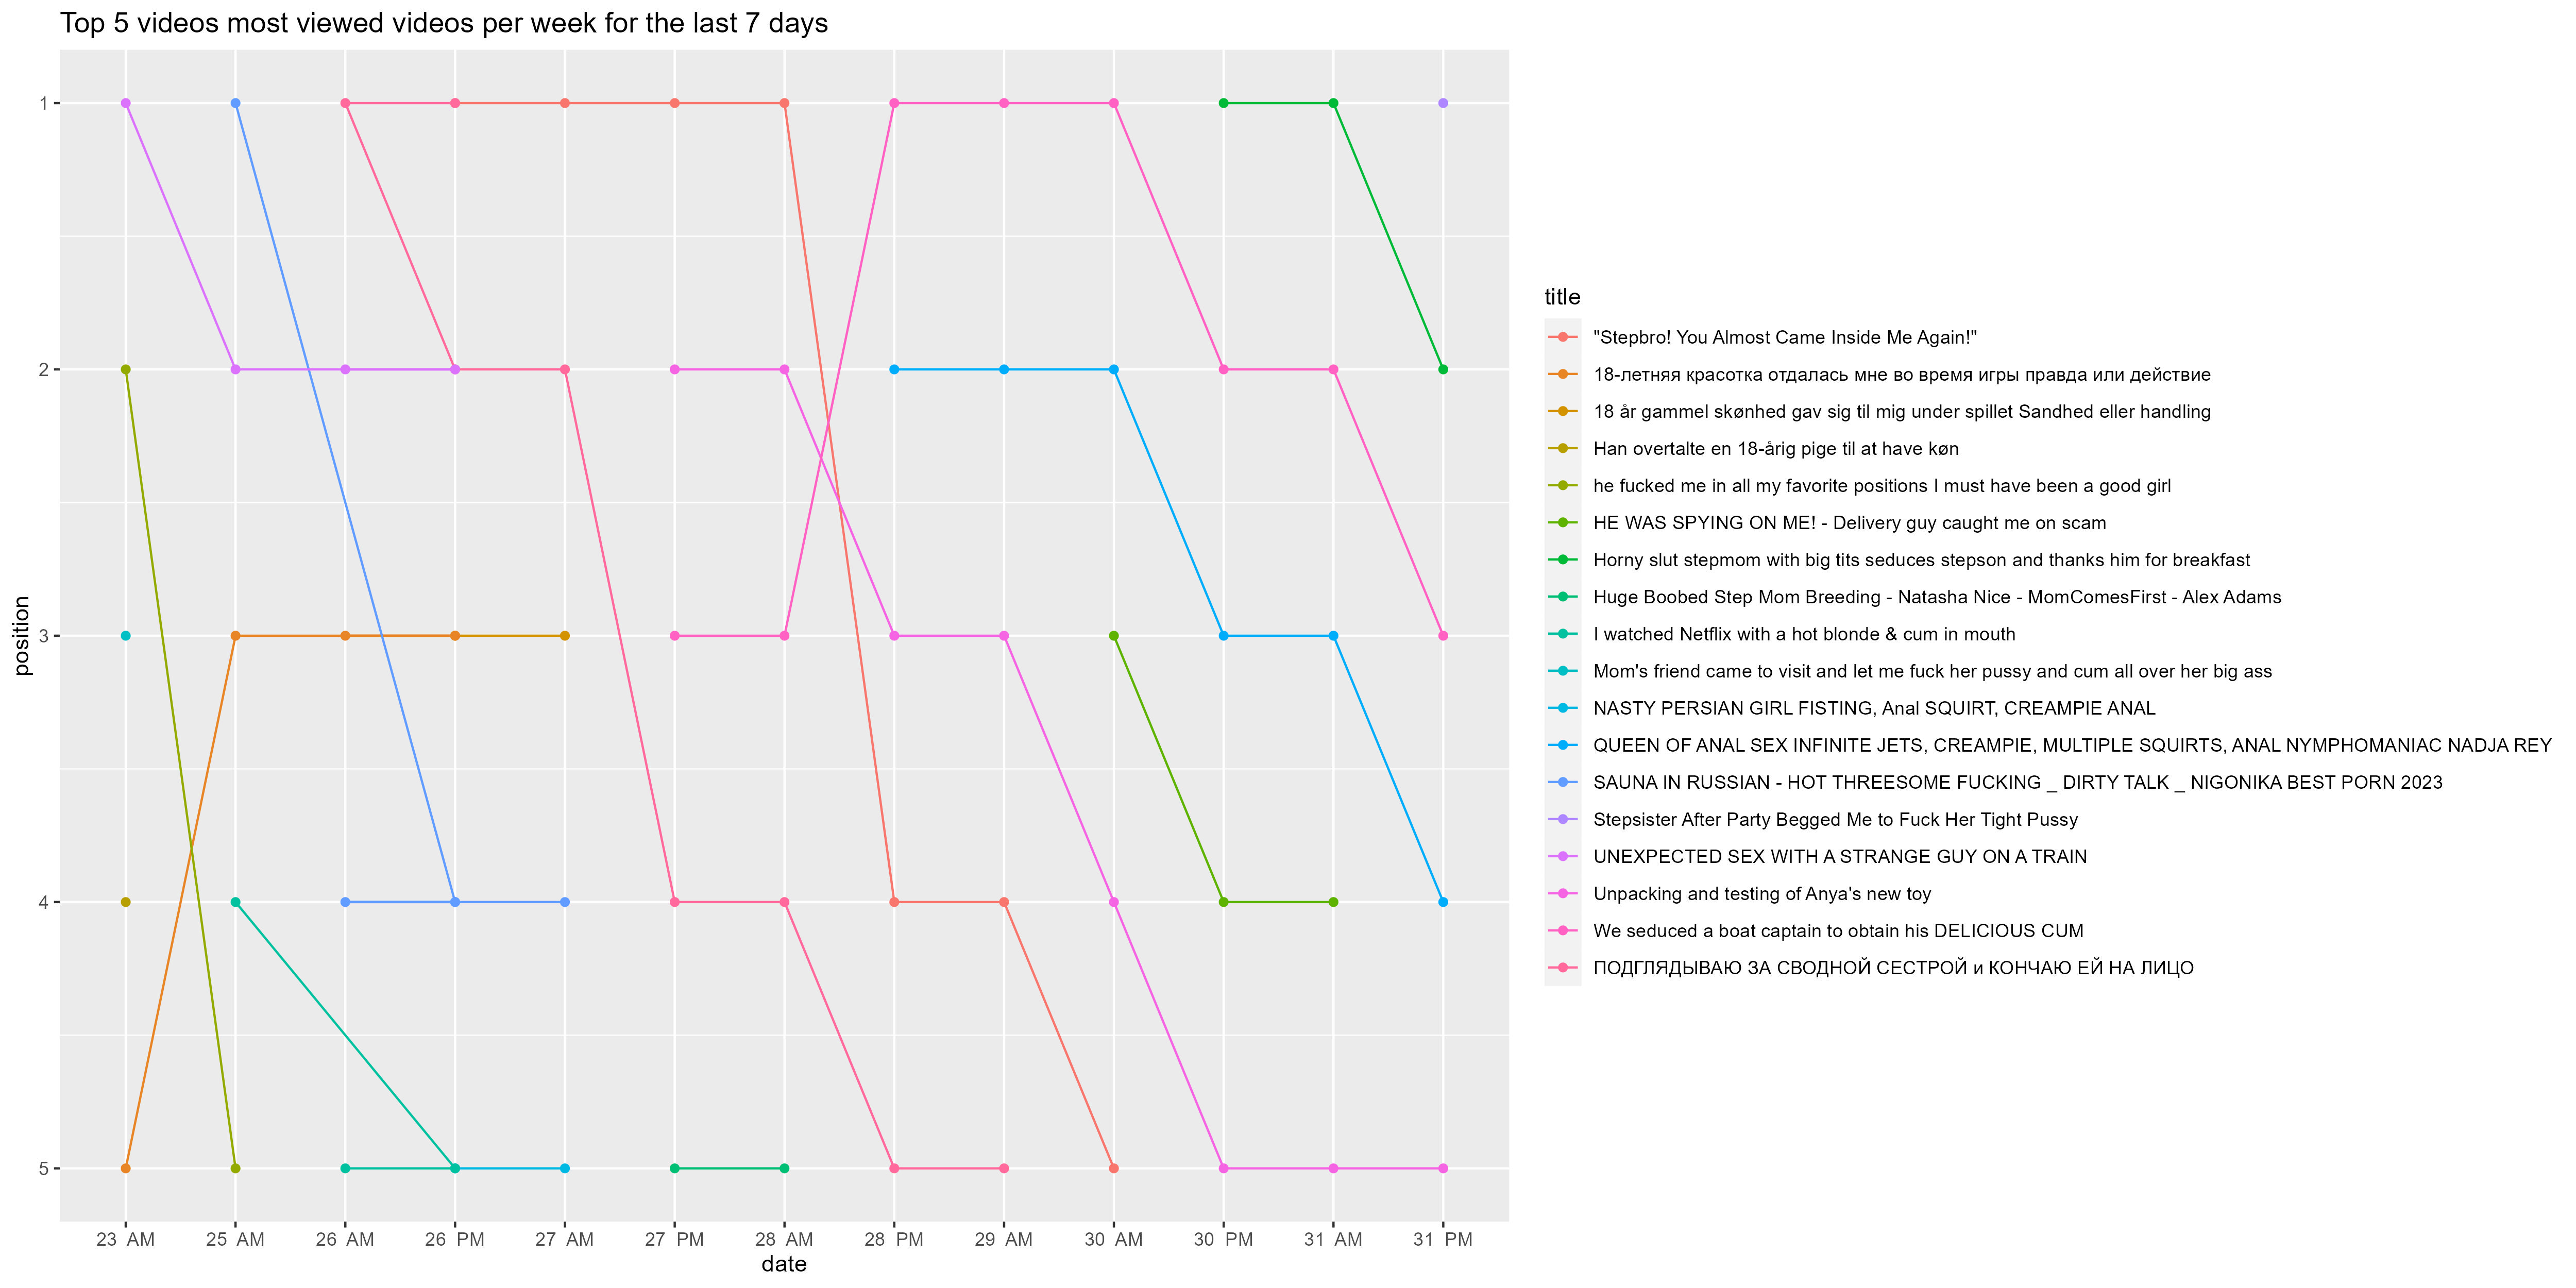 Top 5 videos most viewed videos per week for the last 7 days
position
1
2
3
4
5
23 AM
25 AM
26 AM
26 PM
27 AM
27 PM
28 AM
28 PM
29 AM
30 AM
30 PM
31 AM
31 PM
date
title
"Stepbro! You Almost Came Inside Me Again!"
18-летняя красотка отдалась мне во время игры правда или действие
18 år gammel skønhed gav sig til mig under spillet Sandhed eller handling
Han overtalte en 18-årig pige til at have køn
he fucked me in all my favorite positions I must have been a good girl
HE WAS SPYING ON ME! - Delivery guy caught me on scam
Horny slut stepmom with big tits seduces stepson and thanks him for breakfast
Huge Boobed Step Mom Breeding - Natasha Nice - MomComesFirst - Alex Adams
I watched Netflix with a hot blonde & cum in mouth
Mom's friend came to visit and let me fuck her pussy and cum all over her big ass
NASTY PERSIAN GIRL FISTING, Anal SQUIRT, CREAMPIE ANAL
QUEEN OF ANAL SEX INFINITE JETS, CREAMPIE, MULTIPLE SQUIRTS, ANAL NYMPHOMANIAC NADJA REY
SAUNA IN RUSSIAN - HOT THREESOME FUCKING _ DIRTY TALK _ NIGONIKA BEST PORN 2023
Stepsister After Party Begged Me to Fuck Her Tight Pussy
UNEXPECTED SEX WITH A STRANGE GUY ON A TRAIN
Unpacking and testing of Anya's new toy
We seduced a boat captain to obtain his DELICIOUS CUM
ПОДГЛЯДЫВАЮ ЗА СВОДНОЙ СЕСТРОЙ и КОНЧАЮ ЕЙ НА ЛИЦО